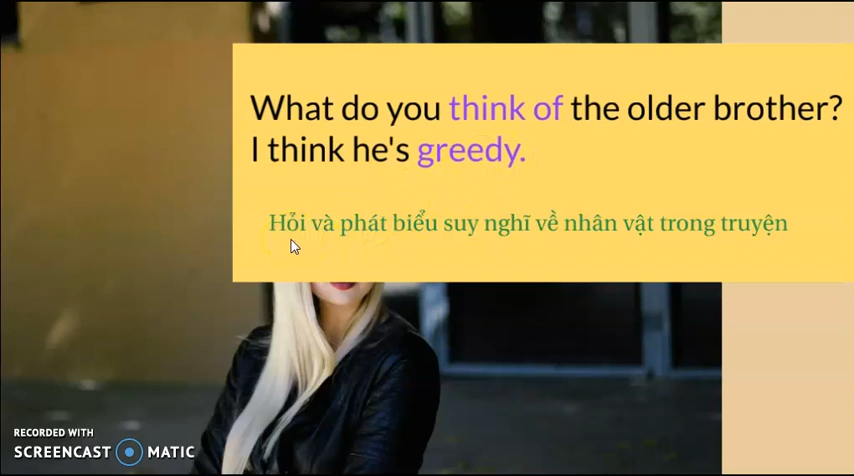 What do you think of the older brother?
I think he's greedy.
Hỏi và phát biểu suy nghĩ về nhân vật trong truyện
RECORDED WITH
SCREENCAST MATIC